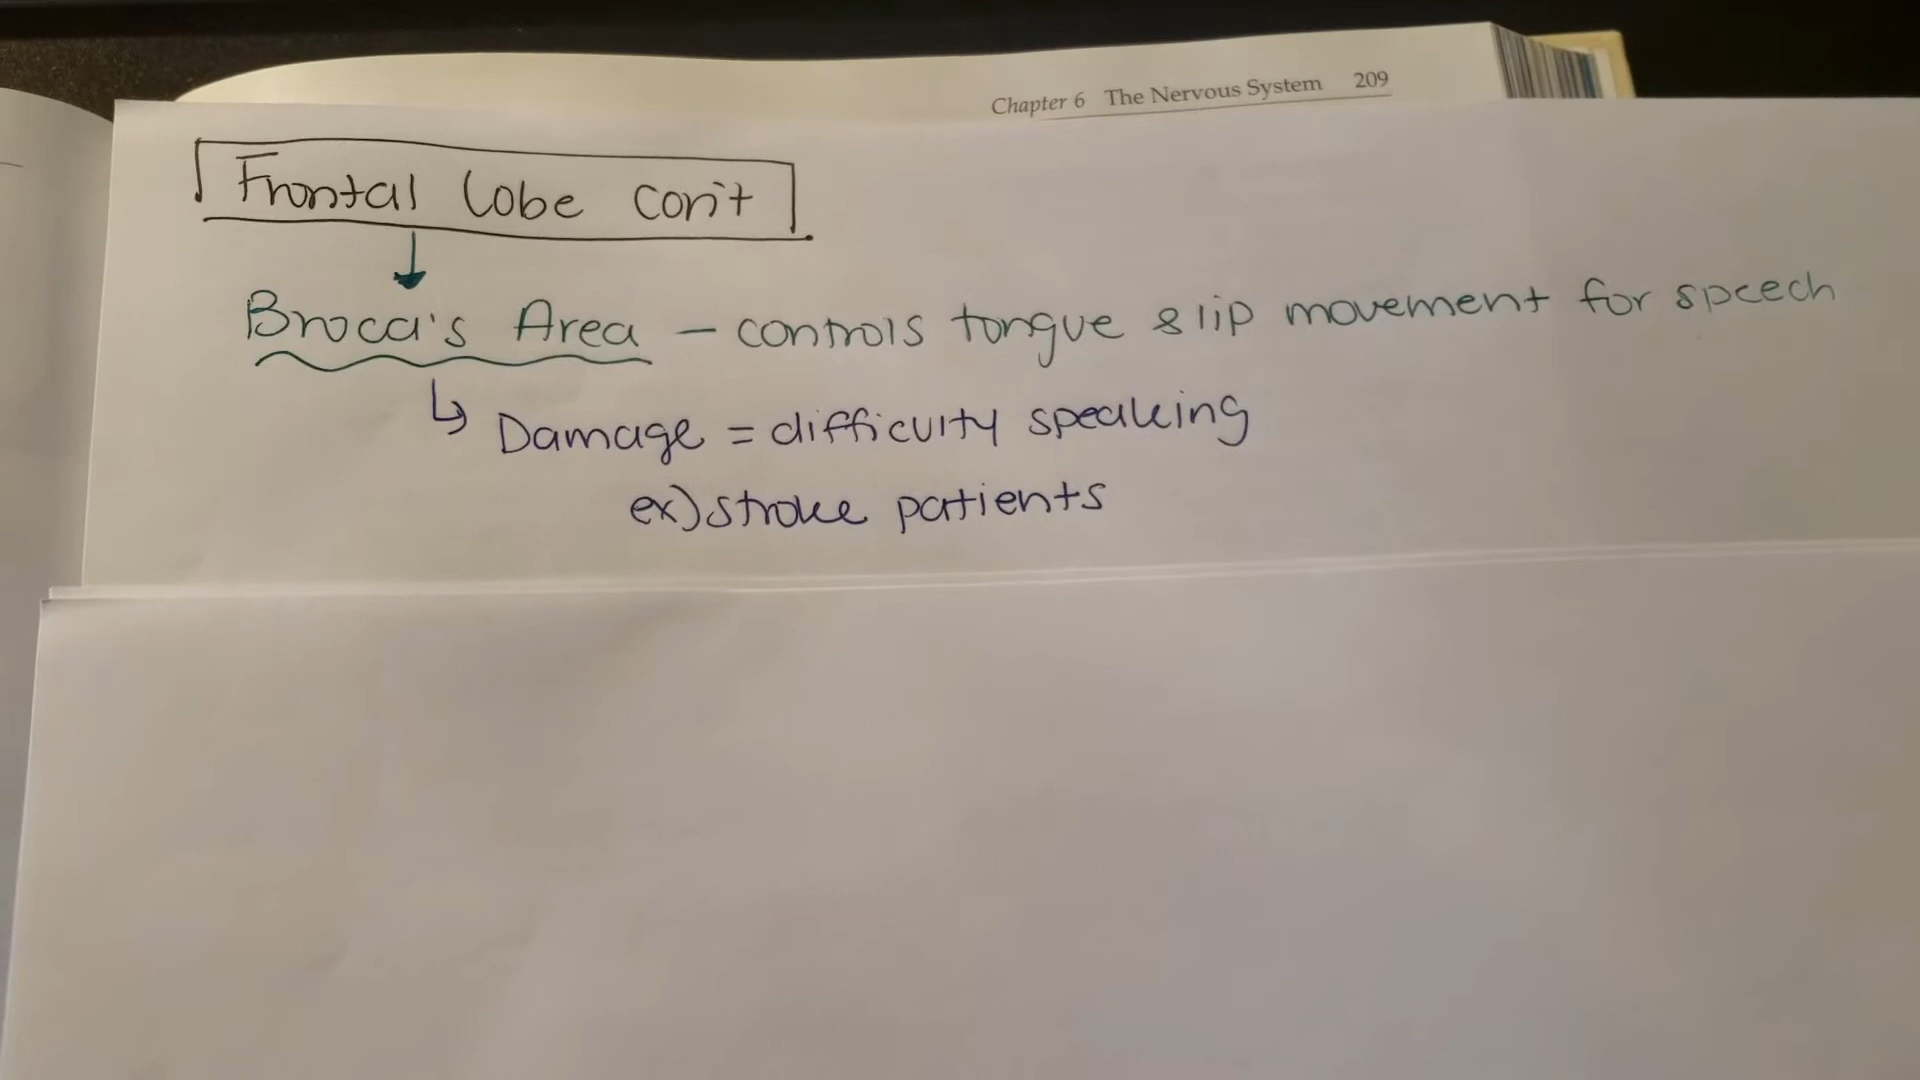 Chapter 6 The Nervous System 209
Frontal lobe con't
Broca's Area – controls tongue & lip movement for speech
Damage = difficulty speaking
ex) stroke patients